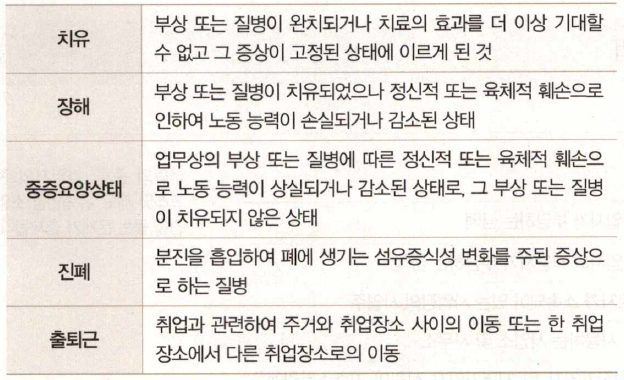 치유
부상 또는 질병이 완치되거나 치료의 효과를 더 이상 기대할
수 없고 그 증상이 고정된 상태에 이르게 된 것
장해
부상 또는 질병이 치유되었으나 정신적 또는 육체적 훼손으로
인하여 노동 능력이 손실되거나 감소된 상태
중증요양상태
업무상의 부상 또는 질병에 따른 정신적 또는 육체적 훼손으
로 노동 능력이 상실되거나 감소된 상태로, 그 부상 또는 질병
이 치유되지 않은 상태
진폐
분진을 흡입하여 폐에 생기는 섬유증식성 변화를 주된 증상으
로 하는 질병
출퇴근
취업과 관련하여 주거와 취업장소 사이의 이동 또는 한 취업
장소에서 다른 취업장소로의 이동